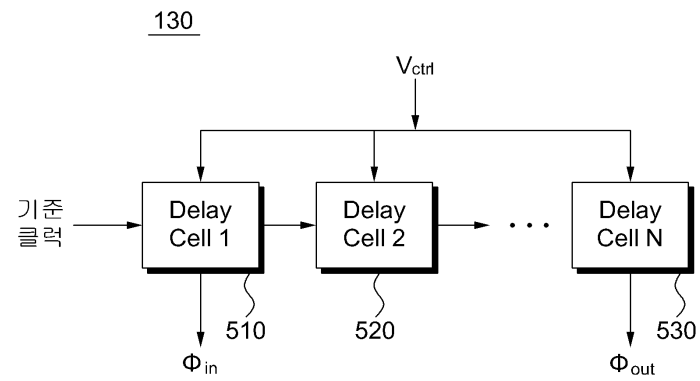 130
Vctrl
기준
클럭
Delay
Cell 1
Delay
Cell 2
. . .
Delay
Cell N
510
520
530
Φin
Φout